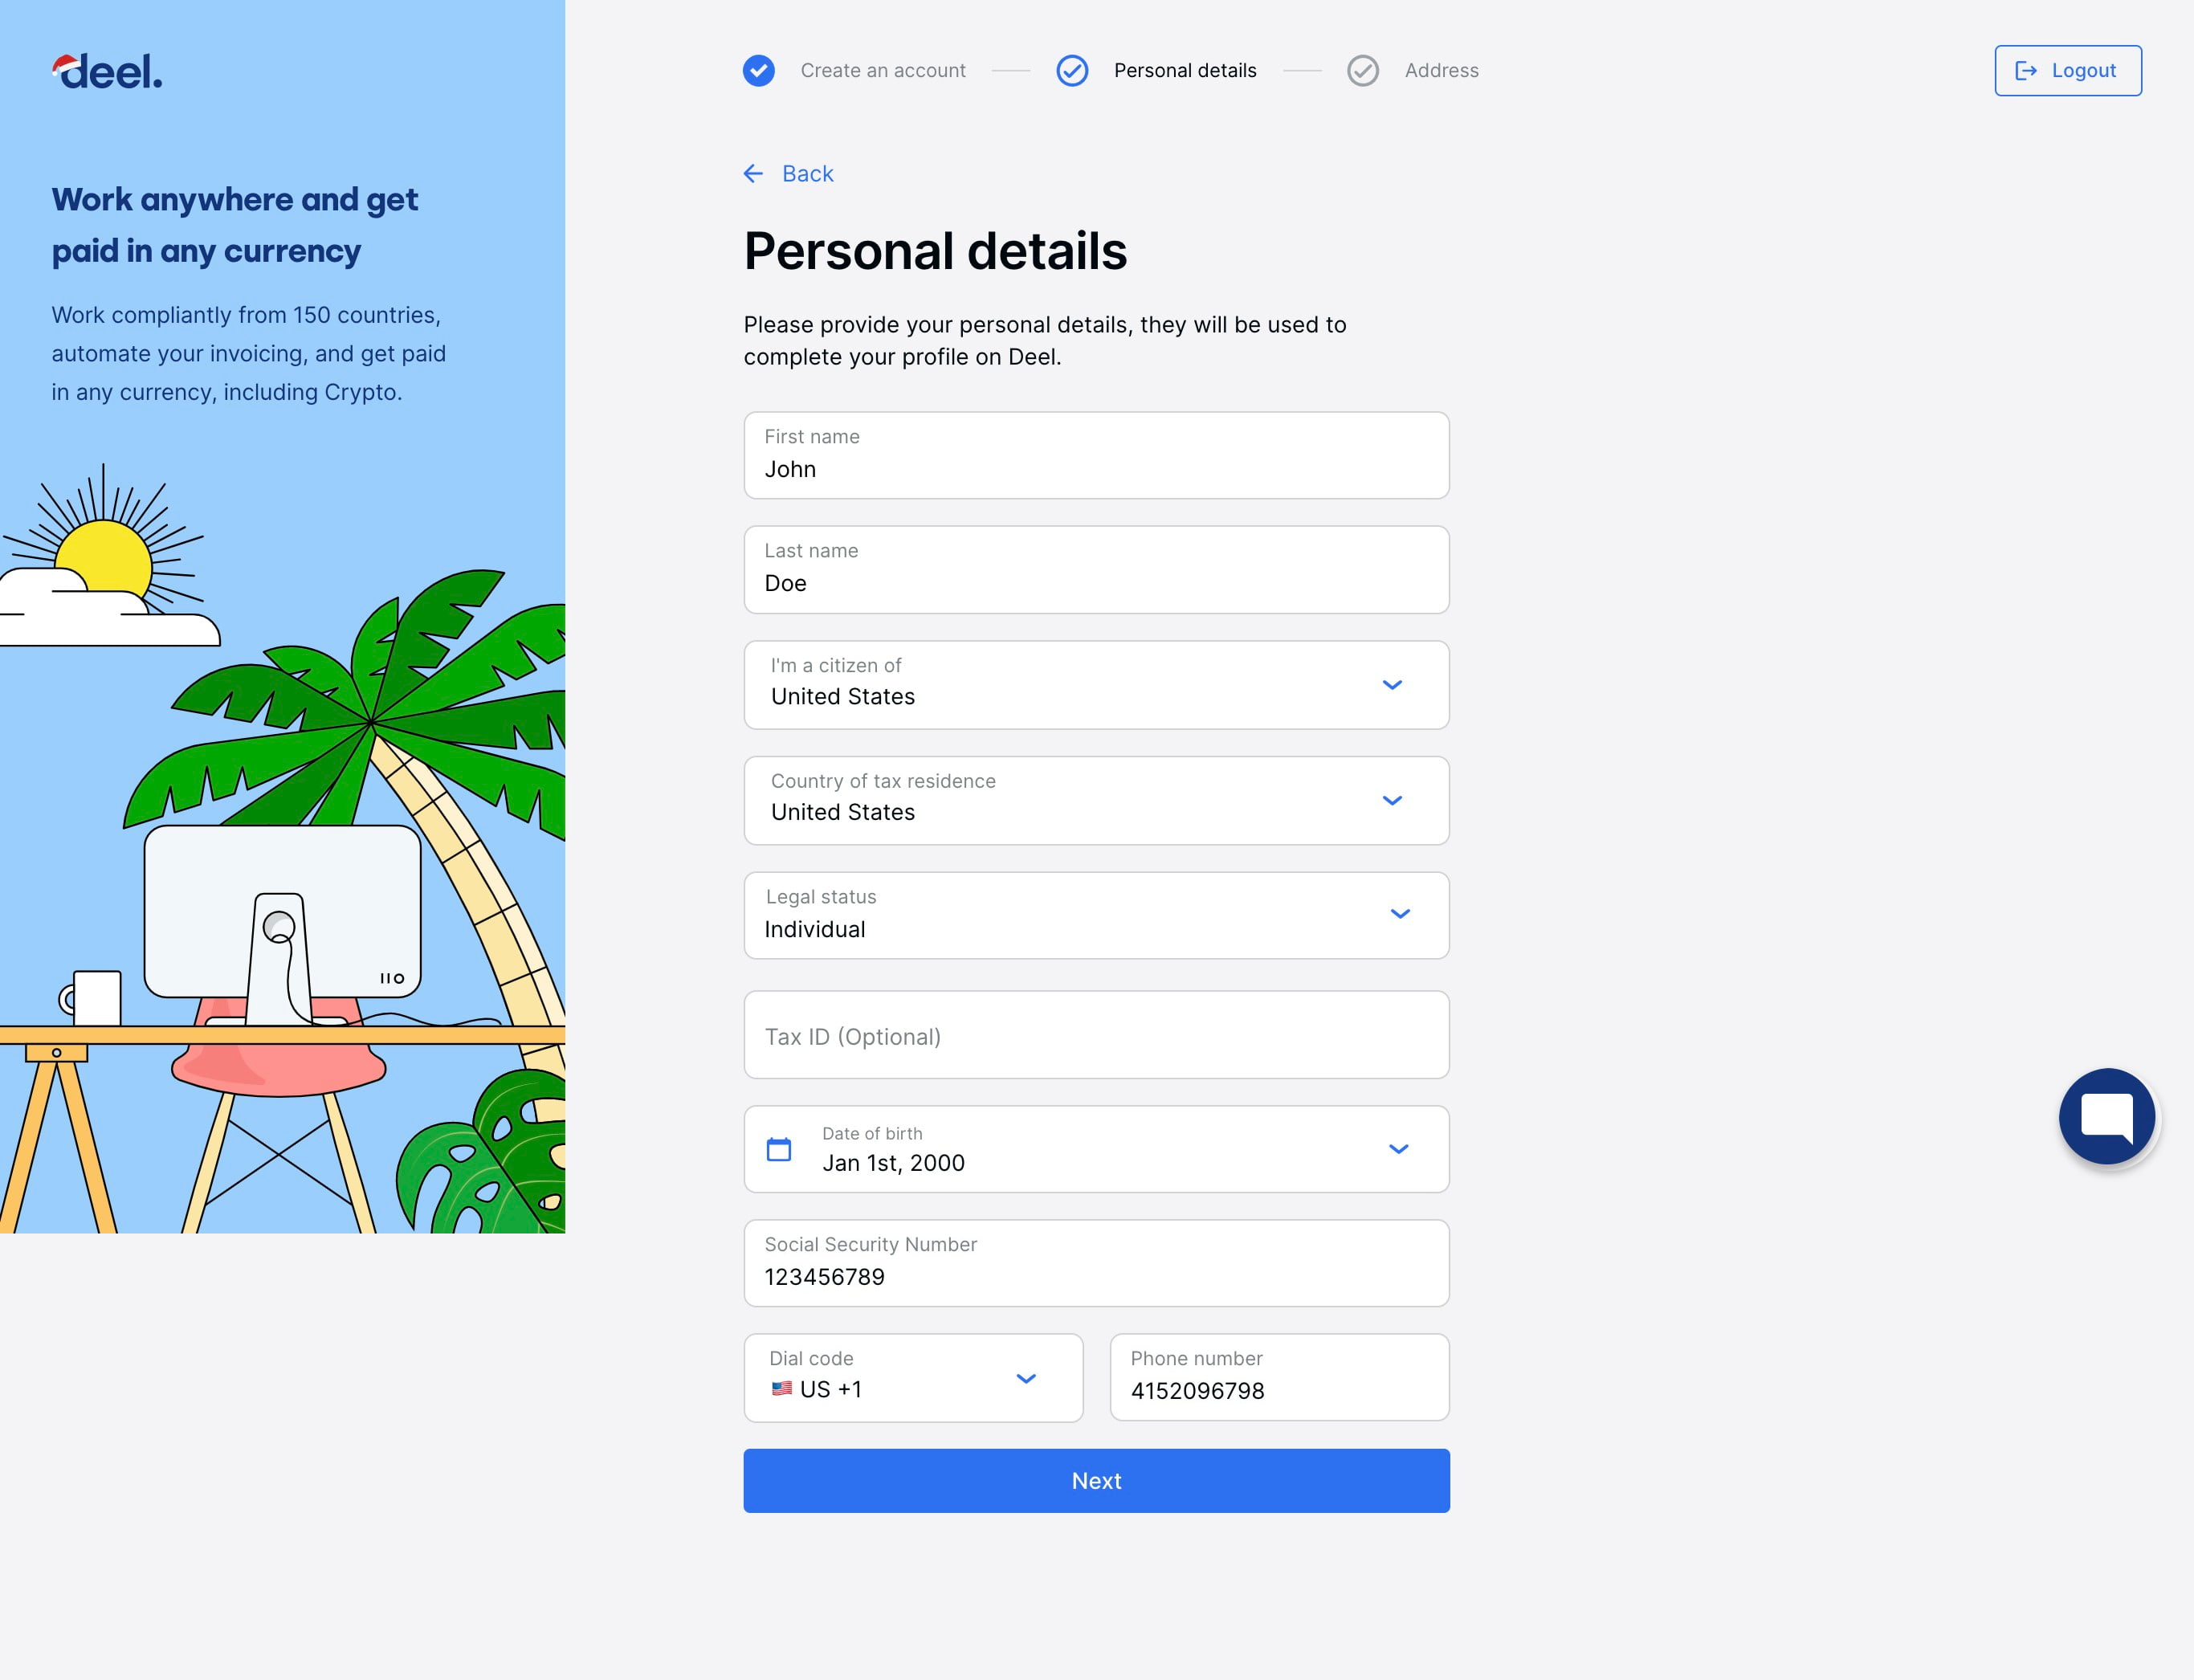 deel.
Create an account
Personal details
Address
Logout
Work anywhere and get
paid in any currency
Work compliantly from 150 countries,
automate your invoicing, and get paid
in any currency, including Crypto.
Back
Personal details
Please provide your personal details, they will be used to
complete your profile on Deel.
First name
John
Last name
Doe
I'm a citizen of
United States
Country of tax residence
United States
Legal status
Individual
Tax ID (Optional)
Date of birth
Jan 1st, 2000
Social Security Number
123456789
Dial code
🇺🇸 US +1
Phone number
4152096798
Next